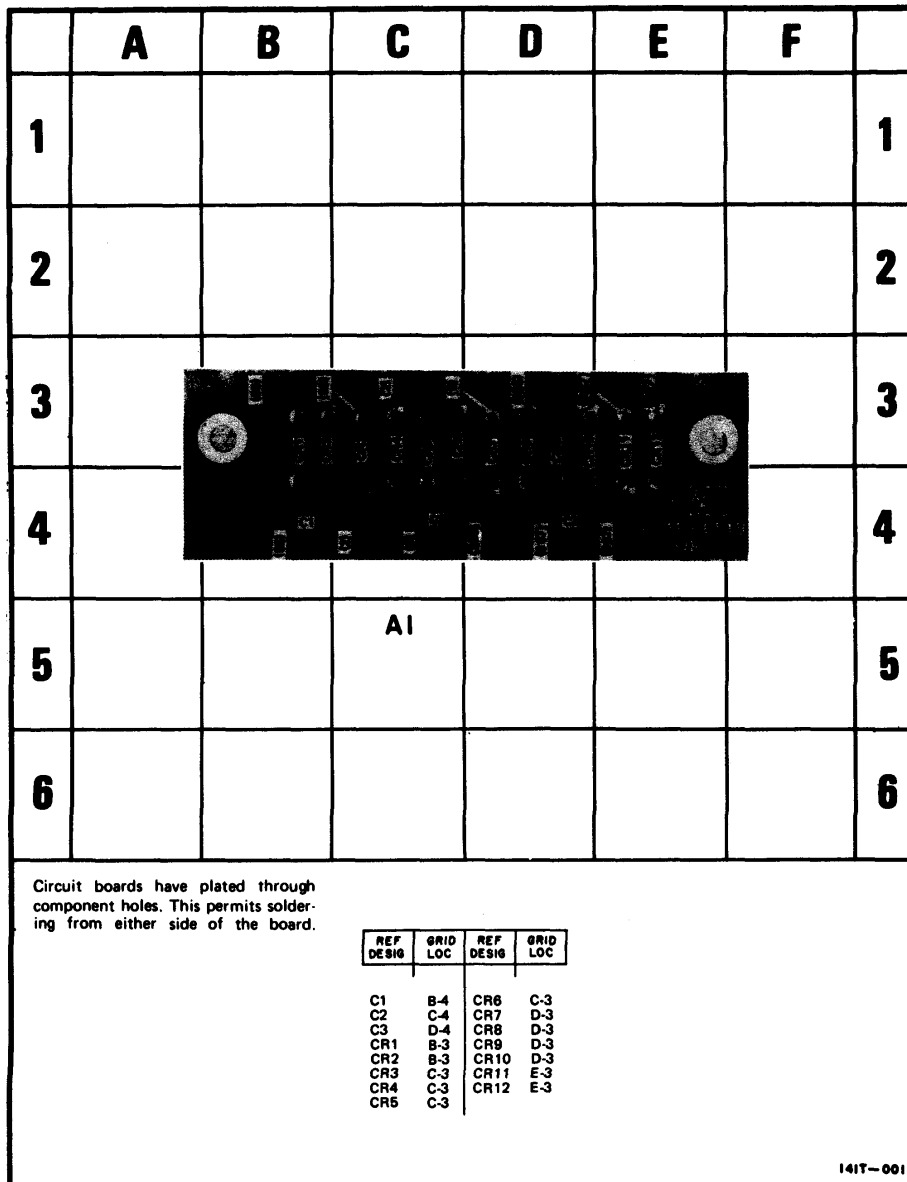 A B C D E F
1 1
2 2
3 3
4 4
A1
5 5
6 6
Circuit boards have plated through
component holes. This permits solder-
ing from either side of the board.
REF DESIG GRID LOC REF DESIG GRID LOC
C1 B-4 CR6 C-3
C2 C-4 CR7 D-3
C3 D-4 CR8 D-3
CR1 B-3 CR9 D-3
CR2 B-3 CR10 D-3
CR3 C-3 CR11 E-3
CR4 C-3 CR12 E-3
CR5 C-3
141T-001